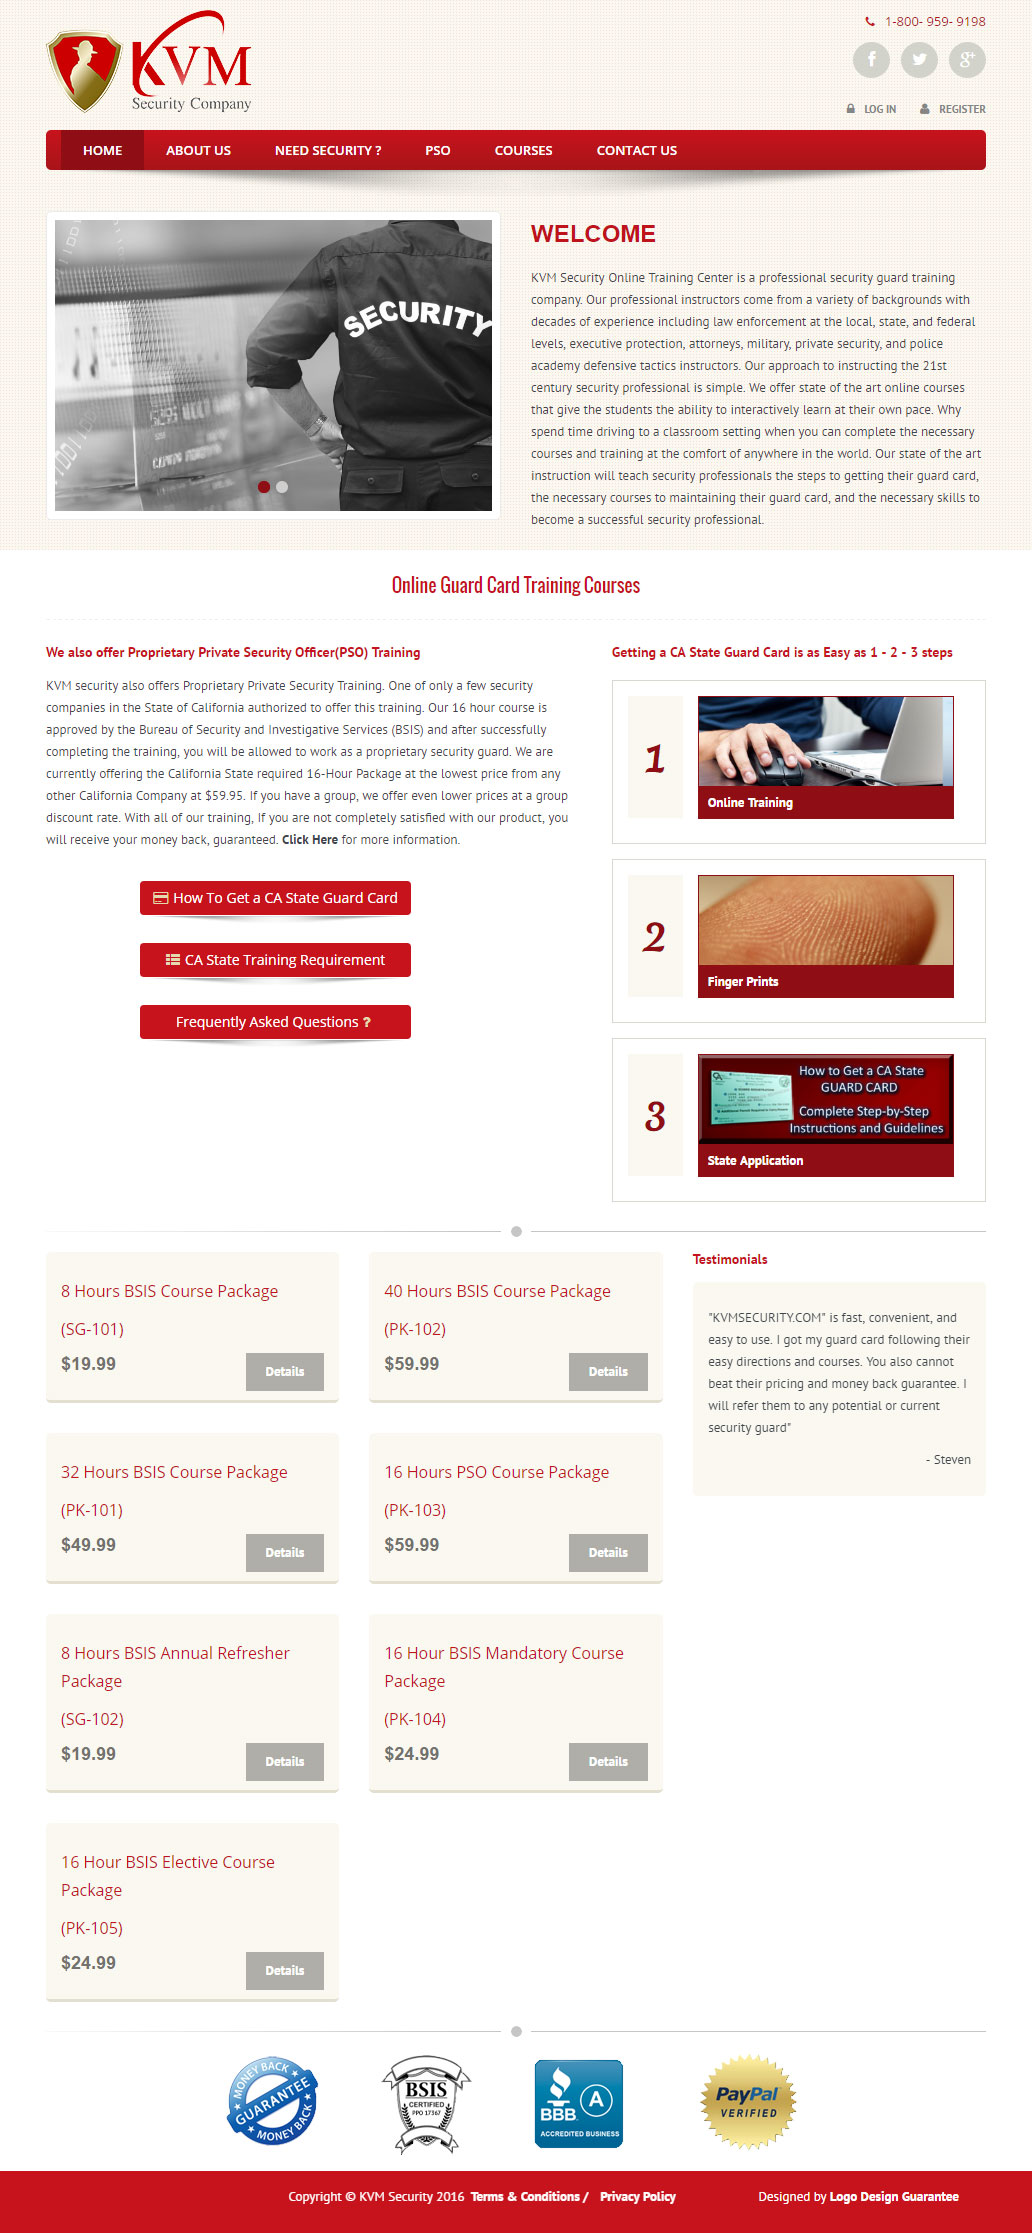 KVM
Security Company
1-800- 959- 9198
LOG IN
REGISTER
HOME
ABOUT US
NEED SECURITY ?
PSO
COURSES
CONTACT US
SECURITY
WELCOME
KVM Security Online Training Center is a professional security guard training
company. Our professional instructors come from a variety of backgrounds with
decades of experience including law enforcement at the local, state, and federal
levels, executive protection, attorneys, military, private security, and police
academy defensive tactics instructors. Our approach to instructing the 21st
century security professional is simple. We offer state of the art online courses
that give the students the ability to interactively learn at their own pace. Why
spend time driving to a classroom setting when you can complete the necessary
courses and training at the comfort of anywhere in the world. Our state of the art
instruction will teach security professionals the steps to getting their guard card,
the necessary courses to maintaining their guard card, and the necessary skills to
become a successful security professional.
Online Guard Card Training Courses
We also offer Proprietary Private Security Officer(PSO) Training
KVM security also offers Proprietary Private Security Training. One of only a few security
companies in the State of California authorized to offer this training. Our 16 hour course is
approved by the Bureau of Security and Investigative Services (BSIS) and after successfully
completing the training, you will be allowed to work as a proprietary security guard. We are
currently offering the California State required 16-Hour Package at the lowest price from any
other California Company at $59.95. If you have a group, we offer even lower prices at a group
discount rate. With all of our training, If you are not completely satisfied with our product, you
will receive your money back, guaranteed. Click Here for more information.
How To Get a CA State Guard Card
CA State Training Requirement
Frequently Asked Questions ?
Getting a CA State Guard Card is as Easy as 1 - 2 - 3 steps
1
Online Training
2
Finger Prints
3
How to Get a CA State
GUARD CARD
Complete Step-by-Step
Instructions and Guidelines
State Application
8 Hours BSIS Course Package
(SG-101)
$19.99
Details
40 Hours BSIS Course Package
(PK-102)
$59.99
Details
32 Hours BSIS Course Package
(PK-101)
$49.99
Details
16 Hours PSO Course Package
(PK-103)
$59.99
Details
8 Hours BSIS Annual Refresher
Package
(SG-102)
$19.99
Details
16 Hour BSIS Mandatory Course
Package
(PK-104)
$24.99
Details
16 Hour BSIS Elective Course
Package
(PK-105)
$24.99
Details
Testimonials
"KVMSECURITY.COM" is fast, convenient, and
easy to use. I got my guard card following their
easy directions and courses. You also cannot
beat their pricing and money back guarantee. I
will refer them to any potential or current
security guard"
- Steven
MONEY BACK
GUARANTEE
MONEY BACK
BSIS
CERTIFIED
PPO 17367
BBB
A
ACCREDITED BUSINESS
PayPal
VERIFIED
Copyright © KVM Security 2016 Terms & Conditions / Privacy Policy
Designed by Logo Design Guarantee